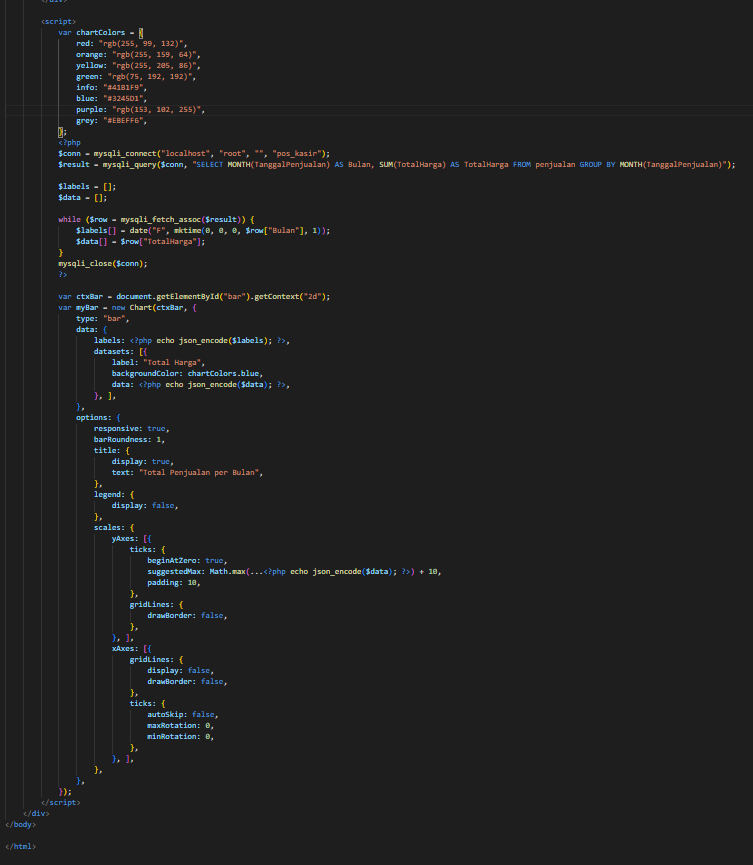 </div>
<script>
var chartColors = {
red: "rgb(255, 99, 132)",
orange: "rgb(255, 159, 64)",
yellow: "rgb(255, 205, 86)",
green: "rgb(75, 192, 192)",
info: "#41B1F9",
blue: "#3245D1",
purple: "rgb(153, 102, 255)",
grey: "#EBEFF6",
};
<?php
$conn = mysqli_connect("localhost", "root", "", "pos_kasir");
$result = mysqli_query($conn, "SELECT MONTH(TanggalPenjualan) AS Bulan, SUM(TotalHarga) AS TotalHarga FROM penjualan GROUP BY MONTH(TanggalPenjualan)");
$labels = [];
$data = [];
while ($row = mysqli_fetch_assoc($result)) {
$labels[] = date("F", mktime(0, 0, 0, $row["Bulan"], 1));
$data[] = $row["TotalHarga"];
}
mysqli_close($conn);
?>
var ctxBar = document.getElementById("bar").getContext("2d");
var myBar = new Chart(ctxBar, {
type: "bar",
data: {
labels: <?php echo json_encode($labels); ?>,
datasets: [{
label: "Total Harga",
backgroundColor: chartColors.blue,
data: <?php echo json_encode($data); ?>,
}, ],
},
options: {
responsive: true,
barRoundness: 1,
title: {
display: true,
text: "Total Penjualan per Bulan",
},
legend: {
display: false,
},
scales: {
yAxes: [{
ticks: {
beginAtZero: true,
suggestedMax: Math.max(...<?php echo json_encode($data); ?>) + 10,
padding: 10,
},
gridLines: {
drawBorder: false,
},
}, ],
xAxes: [{
gridLines: {
display: false,
drawBorder: false,
},
ticks: {
autoSkip: false,
maxRotation: 0,
minRotation: 0,
},
}, ],
},
},
});
</script>
</div>
</body>
</html>